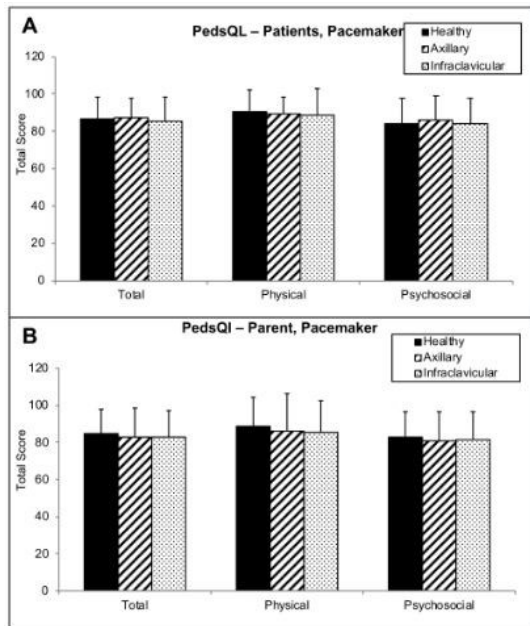 A
PedsQL – Patients, Pacemaker
Healthy
Axillary
Infraclavicular
120
100
80
60
40
20
0
Total Score
Total Physical Psychosocial
B
PedsQl – Parent, Pacemaker
Healthy
Axillary
Infraclavicular
120
100
80
60
40
20
0
Total Score
Total Physical Psychosocial